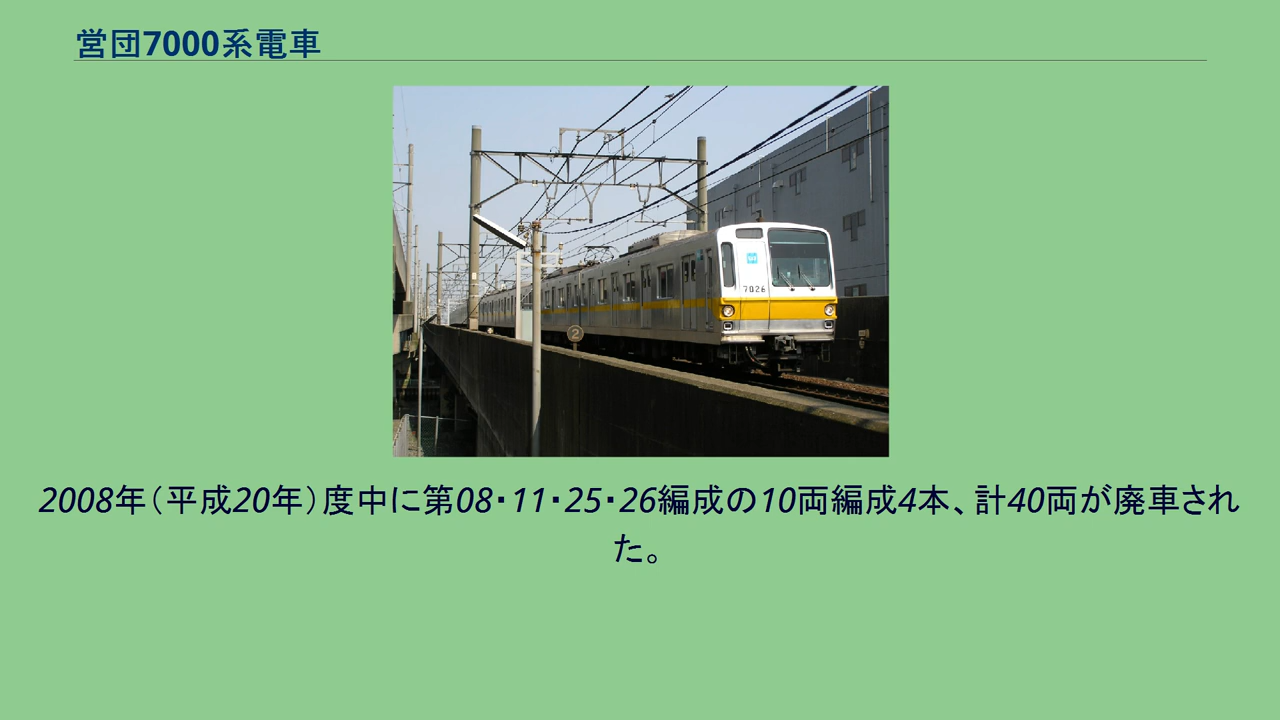 営団7000系電車
7026
2
2008年（平成20年）度中に第08・11・25・26編成の10両編成4本、計40両が廃車され
た。